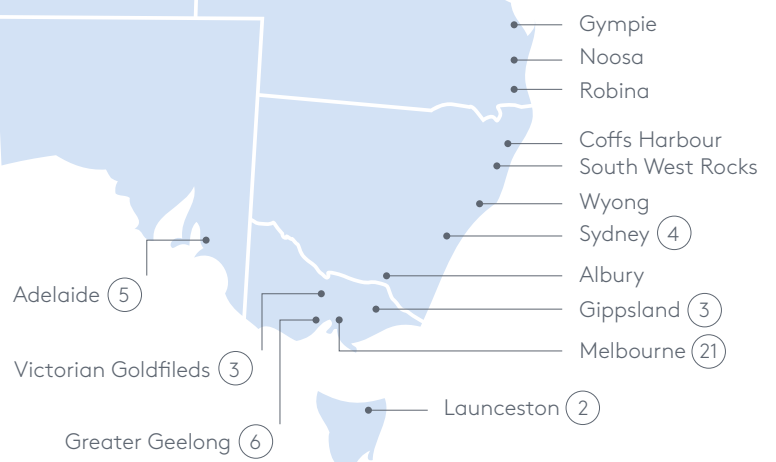 Gympie
Noosa
Robina
Coffs Harbour
South West Rocks
Wyong
Sydney 4
Albury
Adelaide 5
Gippsland 3
Melbourne 21
Victorian Goldfileds 3
Launceston 2
Greater Geelong 6